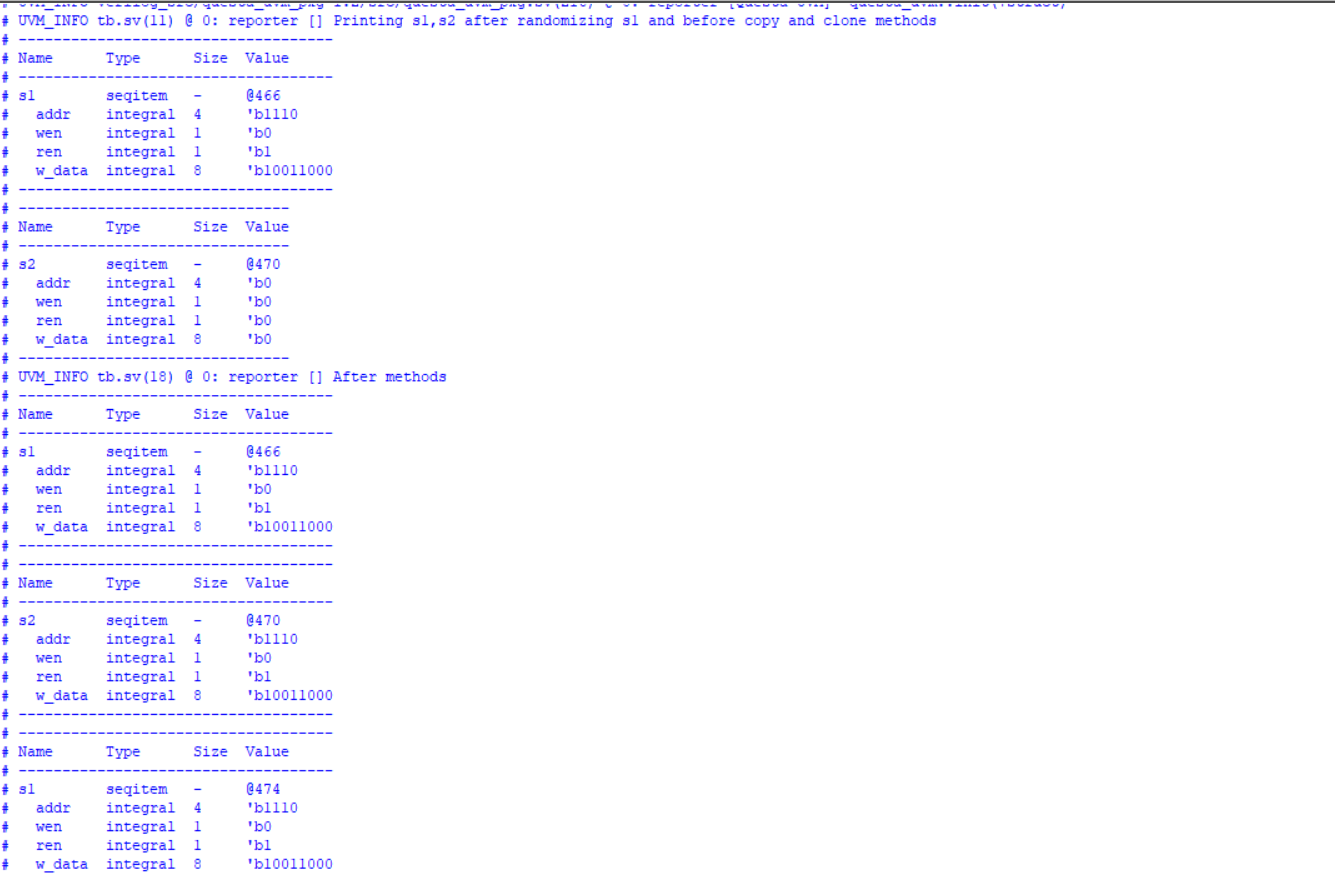 # UVM_INFO tb.sv(11) @ 0: reporter [] Printing s1,s2 after randomizing s1 and before copy and clone methods
# ------------------------------------
# Name      Type      Size  Value
# ------------------------------------
# s1        seqitem   -     @466
#   addr    integral  4     'b1110
#   wen     integral  1     'b0
#   ren     integral  1     'b1
#   w_data  integral  8     'b10011000
# ------------------------------------
# -------------------------------
# Name      Type      Size  Value
# -------------------------------
# s2        seqitem   -     @470
#   addr    integral  4     'b0
#   wen     integral  1     'b0
#   ren     integral  1     'b0
#   w_data  integral  8     'b0
# -------------------------------
# UVM_INFO tb.sv(18) @ 0: reporter [] After methods
# ------------------------------------
# Name      Type      Size  Value
# ------------------------------------
# s1        seqitem   -     @466
#   addr    integral  4     'b1110
#   wen     integral  1     'b0
#   ren     integral  1     'b1
#   w_data  integral  8     'b10011000
# ------------------------------------
# ------------------------------------
# Name      Type      Size  Value
# ------------------------------------
# s2        seqitem   -     @470
#   addr    integral  4     'b1110
#   wen     integral  1     'b0
#   ren     integral  1     'b1
#   w_data  integral  8     'b10011000
# ------------------------------------
# ------------------------------------
# Name      Type      Size  Value
# ------------------------------------
# s1        seqitem   -     @474
#   addr    integral  4     'b1110
#   wen     integral  1     'b0
#   ren     integral  1     'b1
#   w_data  integral  8     'b10011000